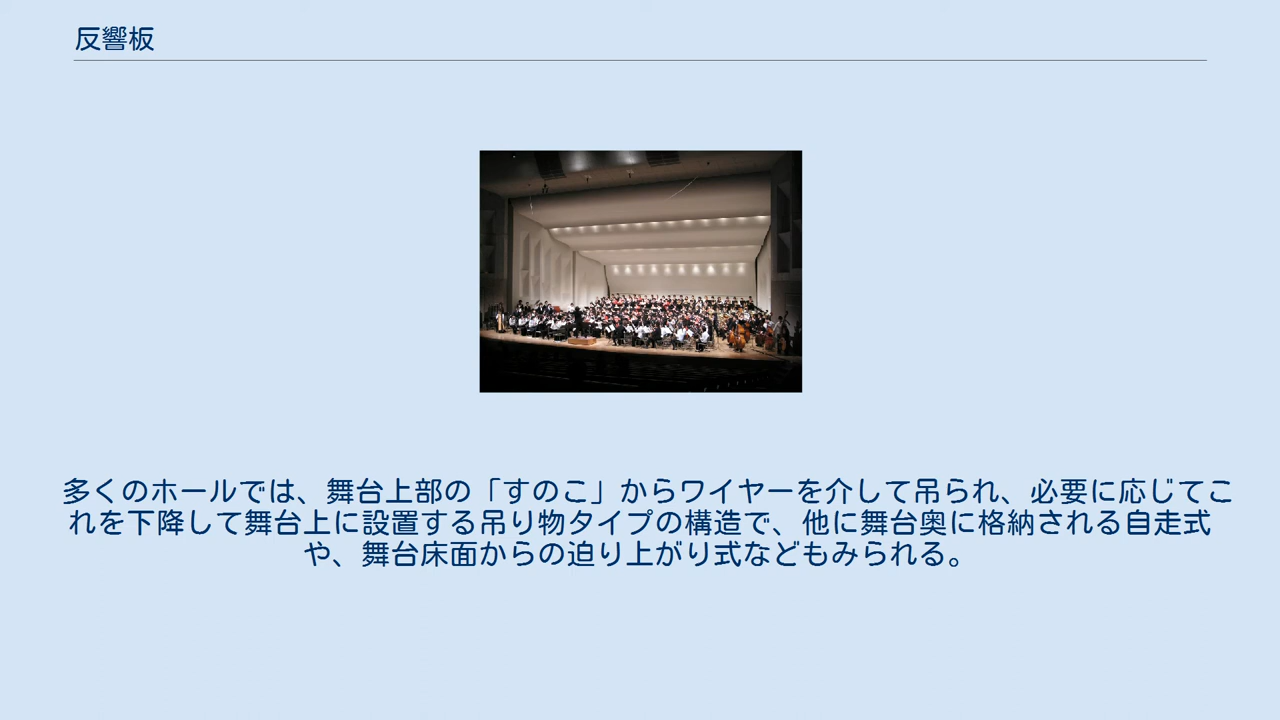 反響板
多くのホールでは、舞台上部の「すのこ」からワイヤーを介して吊られ、必要に応じてこ
れを下降して舞台上に設置する吊り物タイプの構造で、他に舞台奥に格納される自走式
や、舞台床面からの迫り上がり式などもみられる。